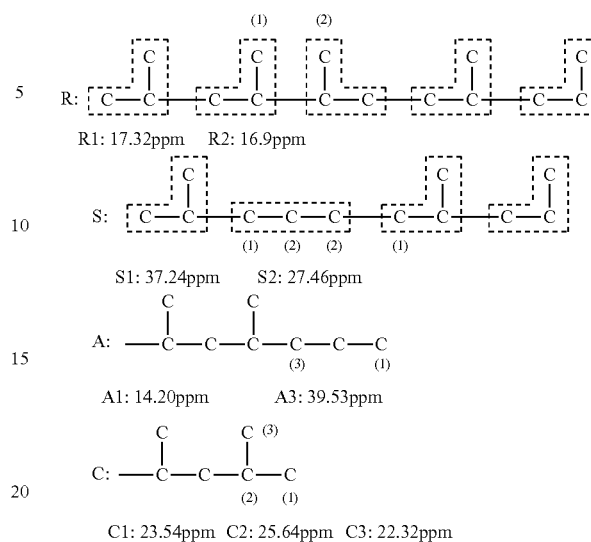 (1) (2)
C C C C C
5 R: C C C C C C C C C C
R1: 17.32ppm R2: 16.9ppm
C C C
10 S: C C C C C C C C C
(1) (2) (2) (1)
S1: 37.24ppm S2: 27.46ppm
C C
15 A: C C C C C C
(3) (1)
A1: 14.20ppm A3: 39.53ppm
C C (3)
20 C: C C C C
(2) (1)
C1: 23.54ppm C2: 25.64ppm C3: 22.32ppm